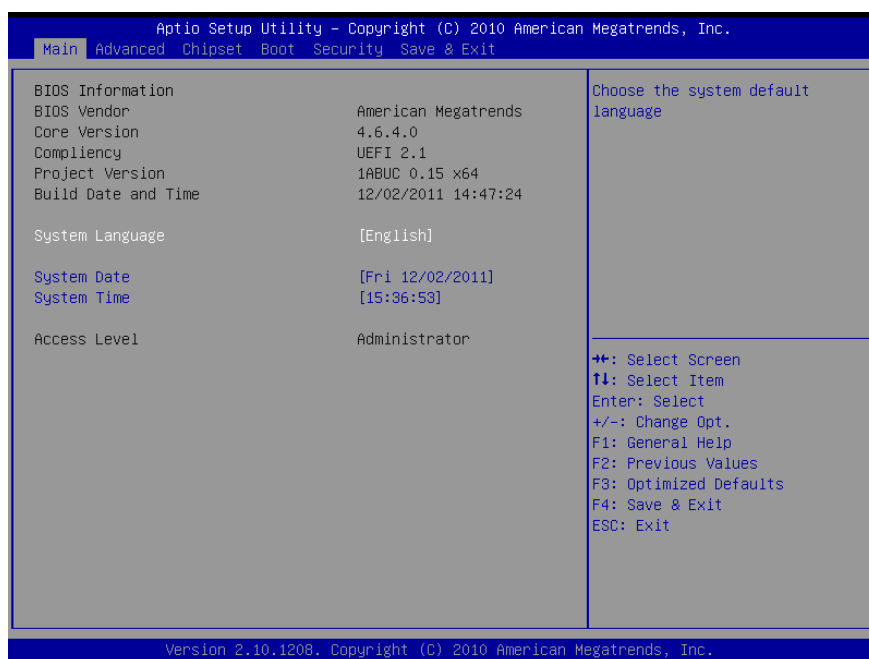 Aptio Setup Utility – Copyright (C) 2010 American Megatrends, Inc.
Main Advanced Chipset Boot Security Save & Exit
BIOS Information
BIOS Vendor American Megatrends
Core Version 4.6.4.0
Compliency UEFI 2.1
Project Version 1ABUC 0.15 x64
Build Date and Time 12/02/2011 14:47:24
System Language [English]
System Date [Fri 12/02/2011]
System Time [15:36:53]
Access Level Administrator
Choose the system default
language
→←: Select Screen
↑↓: Select Item
Enter: Select
+/-: Change Opt.
F1: General Help
F2: Previous Values
F3: Optimized Defaults
F4: Save & Exit
ESC: Exit
Version 2.10.1208. Copyright (C) 2010 American Megatrends, Inc.